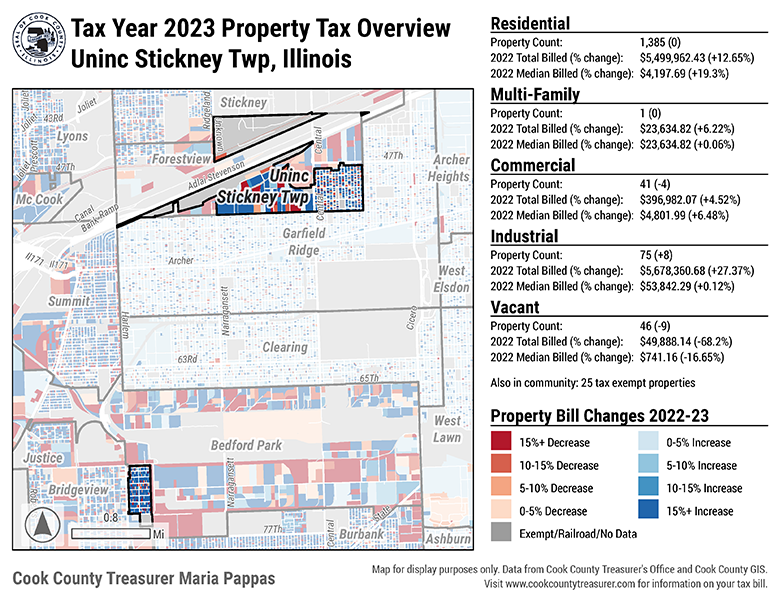 Tax Year 2023 Property Tax Overview
Uninc Stickney Twp, Illinois
Residential
Property Count: 1,385 (0)
2022 Total Billed (% change): $5,499,962.43 (+12.65%)
2022 Median Billed (% change): $4,197.69 (+19.3%)
Multi-Family
Property Count: 1 (0)
2022 Total Billed (% change): $23,634.82 (+6.22%)
2022 Median Billed (% change): $23,634.82 (+0.06%)
Commercial
Property Count: 41 (-4)
2022 Total Billed (% change): $396,982.07 (+4.52%)
2022 Median Billed (% change): $4,801.99 (+6.48%)
Industrial
Property Count: 75 (+8)
2022 Total Billed (% change): $5,678,360.68 (+27.37%)
2022 Median Billed (% change): $53,842.29 (+0.12%)
Vacant
Property Count: 46 (-9)
2022 Total Billed (% change): $49,888.14 (-68.2%)
2022 Median Billed (% change): $741.16 (-16.65%)
Also in community: 25 tax exempt properties
Property Bill Changes 2022-23
15%+ Decrease
10-15% Decrease
5-10% Decrease
0-5% Decrease
Exempt/Railroad/No Data
0-5% Increase
5-10% Increase
10-15% Increase
15%+ Increase
Joliet
Joliet
Stickney
Ridgeland
Unknown
43Rd
Joliet
Lyons
Prescott
Central
Forestview
47Th
47Th
Archer
Heights
Adlai Stevenson
Joliet
Uninc
Stickney Twp
Mc Cook
Canal
Bank-Ramp
Garfield
Ridge
Il171
Il171
Archer
West
Elsdon
Summit
Harlem
Narragansett
Cicero
Clearing
63Rd
65Th
West
Lawn
Justice
Bedford Park
Narragansett
Bridgeview
0.8
Mi
77Th
Central
State
Burbank
Ashburn
Cook County Treasurer Maria Pappas
Map for display purposes only. Data from Cook County Treasurer's Office and Cook County GIS.
Visit www.cookcountytreasurer.com for information on your tax bill.